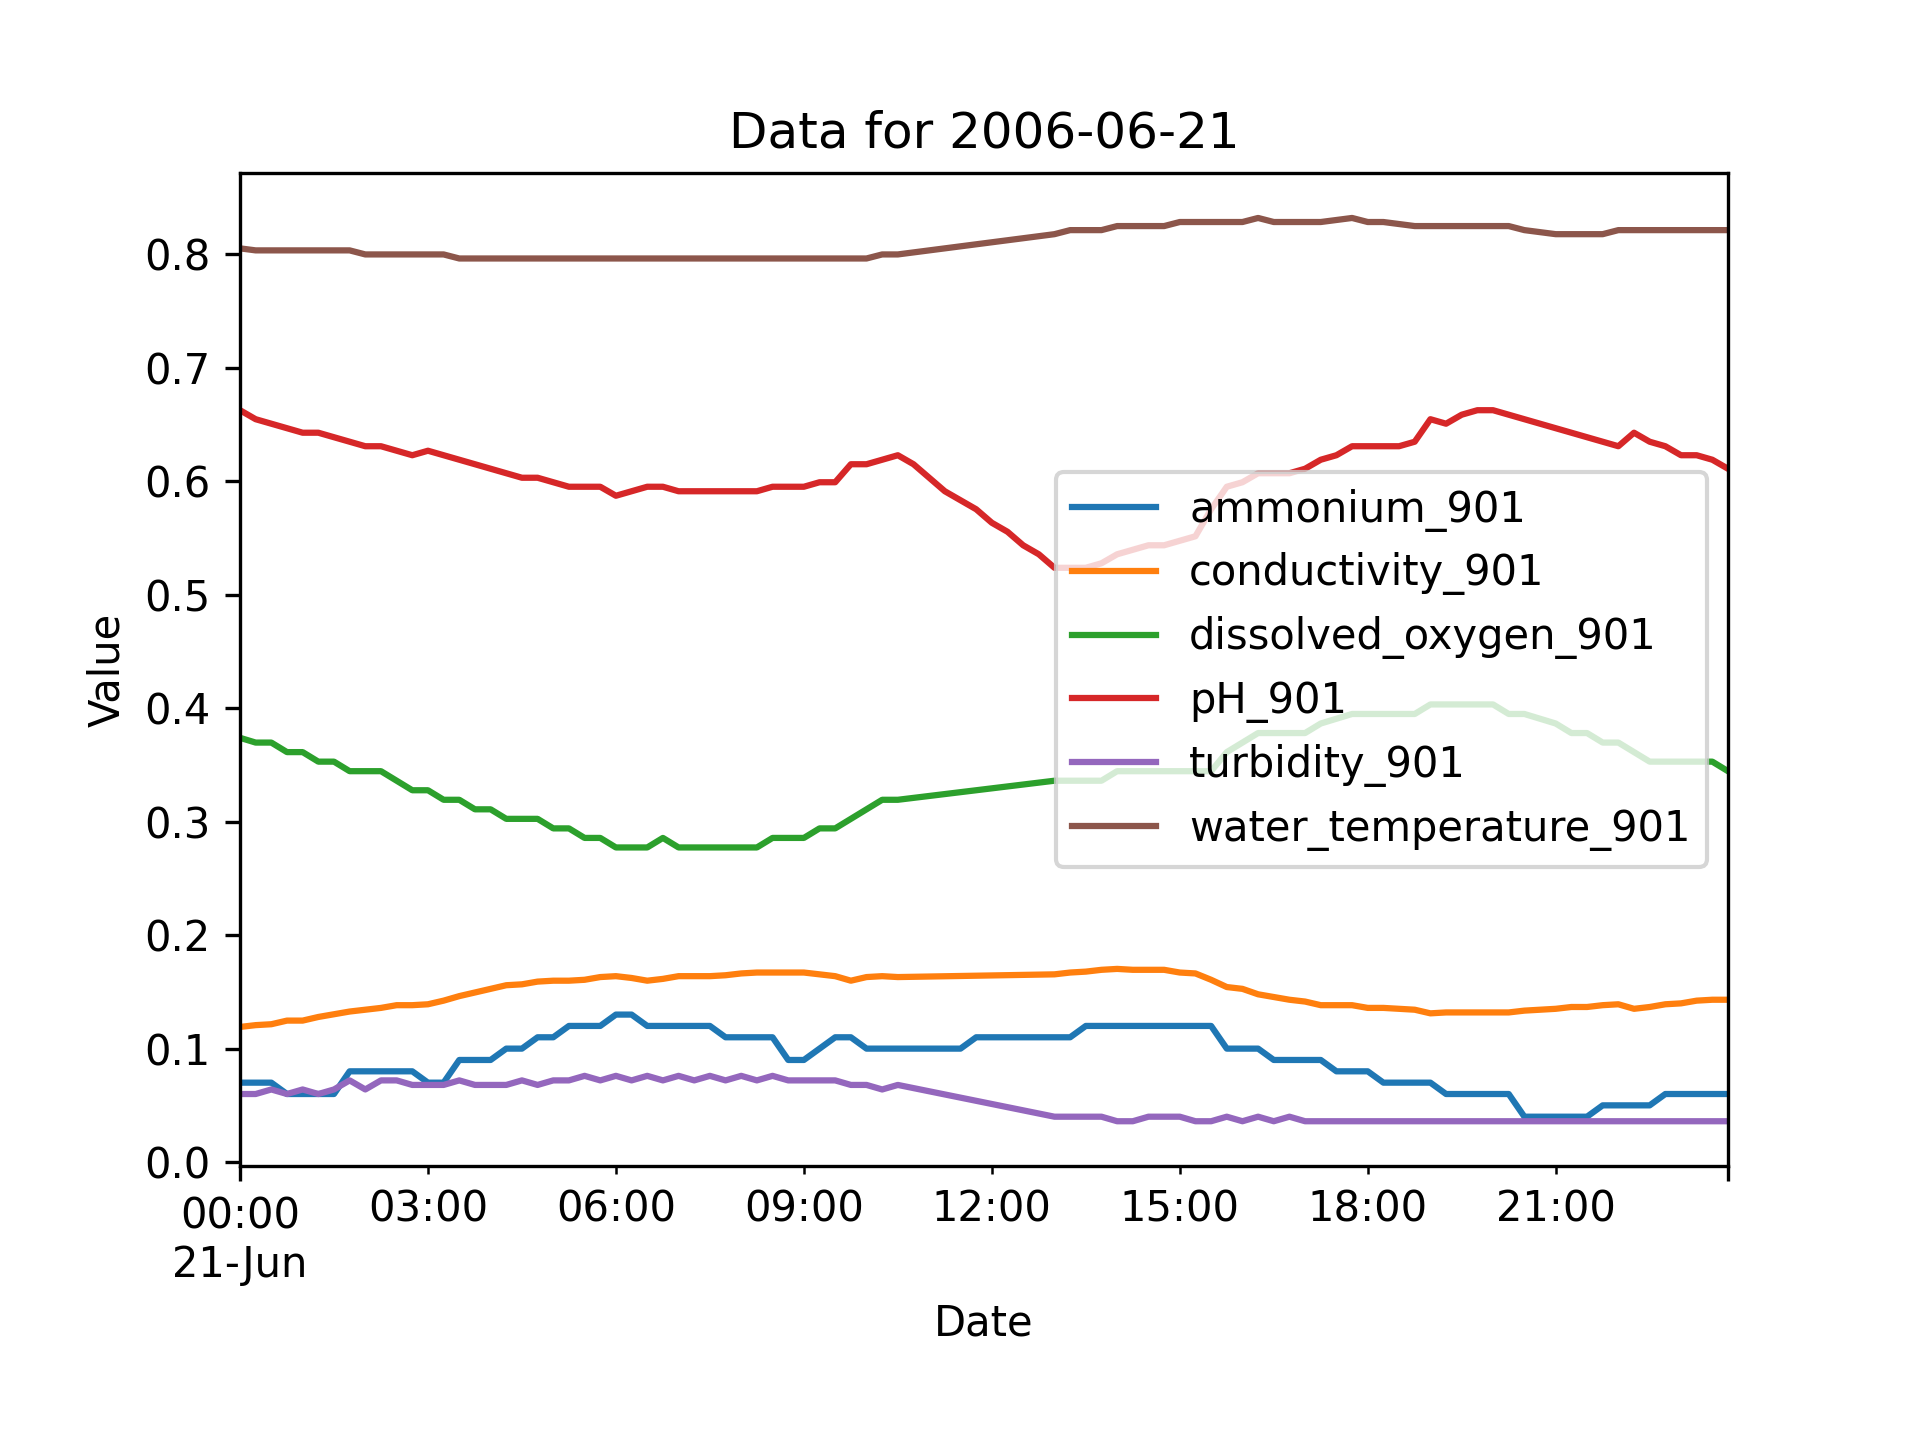 Data for 2006-06-21
Value
0.8
0.7
0.6
0.5
0.4
0.3
0.2
0.1
0.0
ammonium_901
conductivity_901
dissolved_oxygen_901
pH_901
turbidity_901
water_temperature_901
00:00 03:00 06:00 09:00 12:00 15:00 18:00 21:00
21-Jun
Date